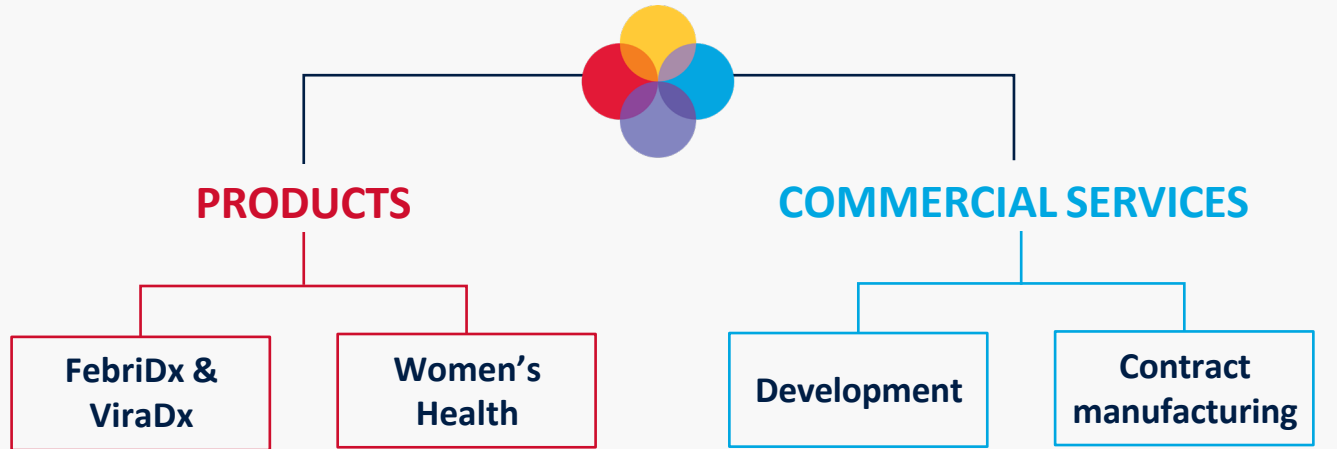 PRODUCTS
COMMERCIAL SERVICES
FebriDx &
ViraDx
Women’s
Health
Development
Contract
manufacturing